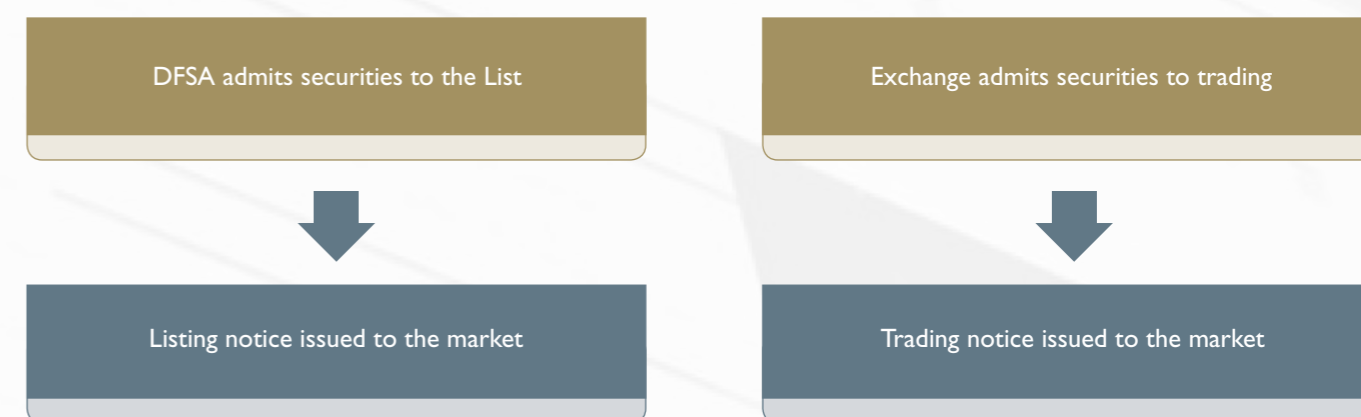 DFSA admits securities to the List
Exchange admits securities to trading
Listing notice issued to the market
Trading notice issued to the market